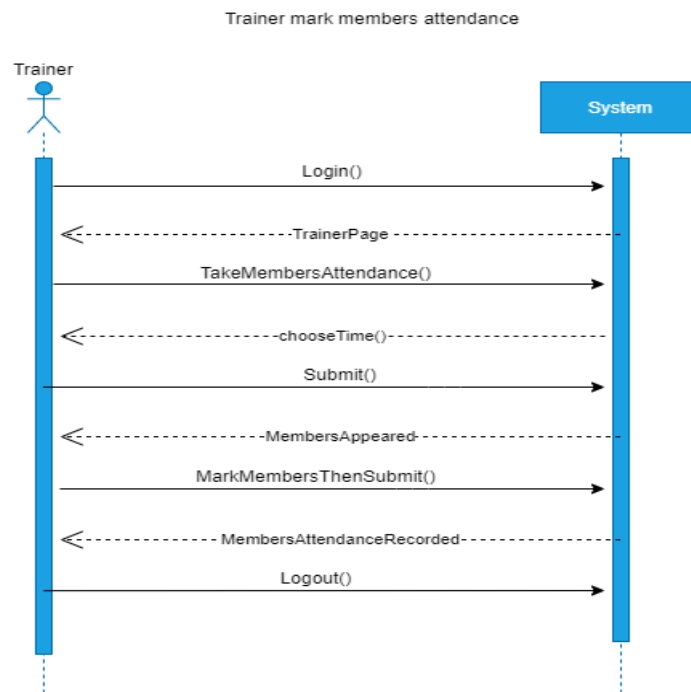 Trainer mark members attendance
Trainer
System
Login()
TrainerPage
TakeMembersAttendance()
chooseTime()
Submit()
MembersAppeared
MarkMembersThenSubmit()
MembersAttendanceRecorded
Logout()